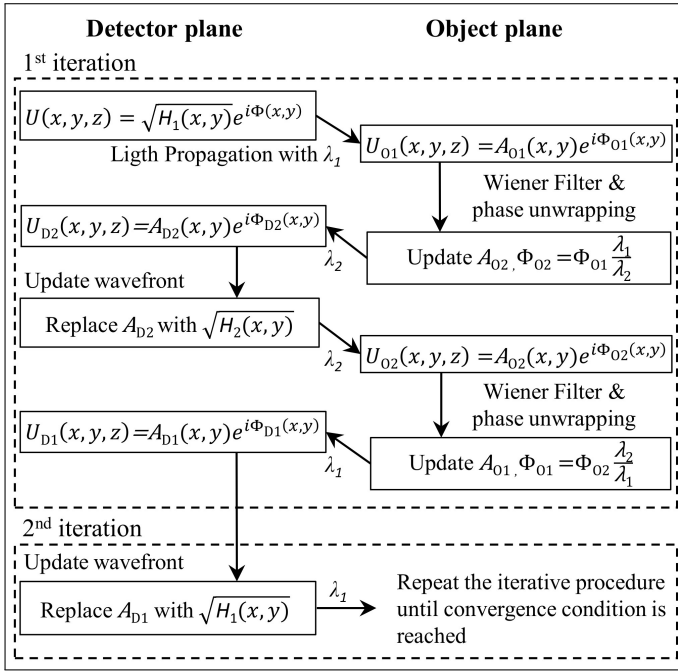 Detector plane
Object plane
1st iteration
U(x, y, z) = √H₁(x, y)e^{iΦ(x,y)}
Ligth Propagation with λ₁
U_{O1}(x, y, z) =A_{O1}(x, y)e^{iΦ_{O1}(x,y)}
Wiener Filter &
phase unwrapping
U_{D2}(x, y, z)=A_{D2}(x, y)e^{iΦ_{D2}(x,y)}
λ₂
Update A_{O2}, Φ_{O2}=Φ_{O1} λ₁/λ₂
Update wavefront
Replace A_{D2} with √H₂(x, y)
λ₂
U_{O2}(x, y, z) =A_{O2}(x, y)e^{iΦ_{O2}(x,y)}
Wiener Filter &
phase unwrapping
U_{D1}(x, y, z)=A_{D1}(x, y)e^{iΦ_{D1}(x,y)}
λ₁
Update A_{O1}, Φ_{O1}=Φ_{O2} λ₂/λ₁
2nd iteration
Update wavefront
Replace A_{D1} with √H₁(x, y)
λ₁
Repeat the iterative procedure
until convergence condition is
reached